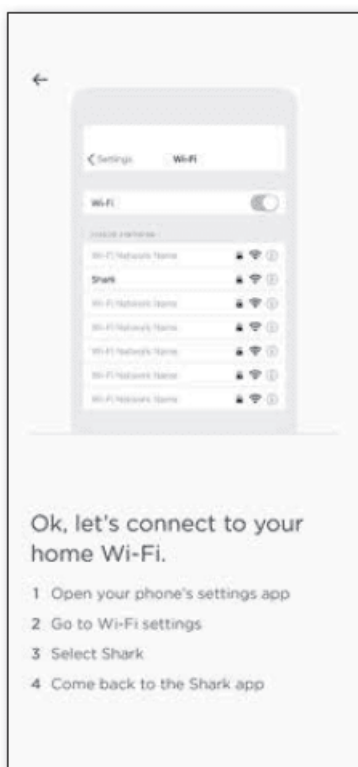 Settings
Wi-Fi
Wi-Fi
Wi-Fi Network Name
Shark
Wi-Fi Network Name
Wi-Fi Network Name
Wi-Fi Network Name
Wi-Fi Network Name
Wi-Fi Network Name
Ok, let's connect to your
home Wi-Fi.
1 Open your phone's settings app
2 Go to Wi-Fi settings
3 Select Shark
4 Come back to the Shark app